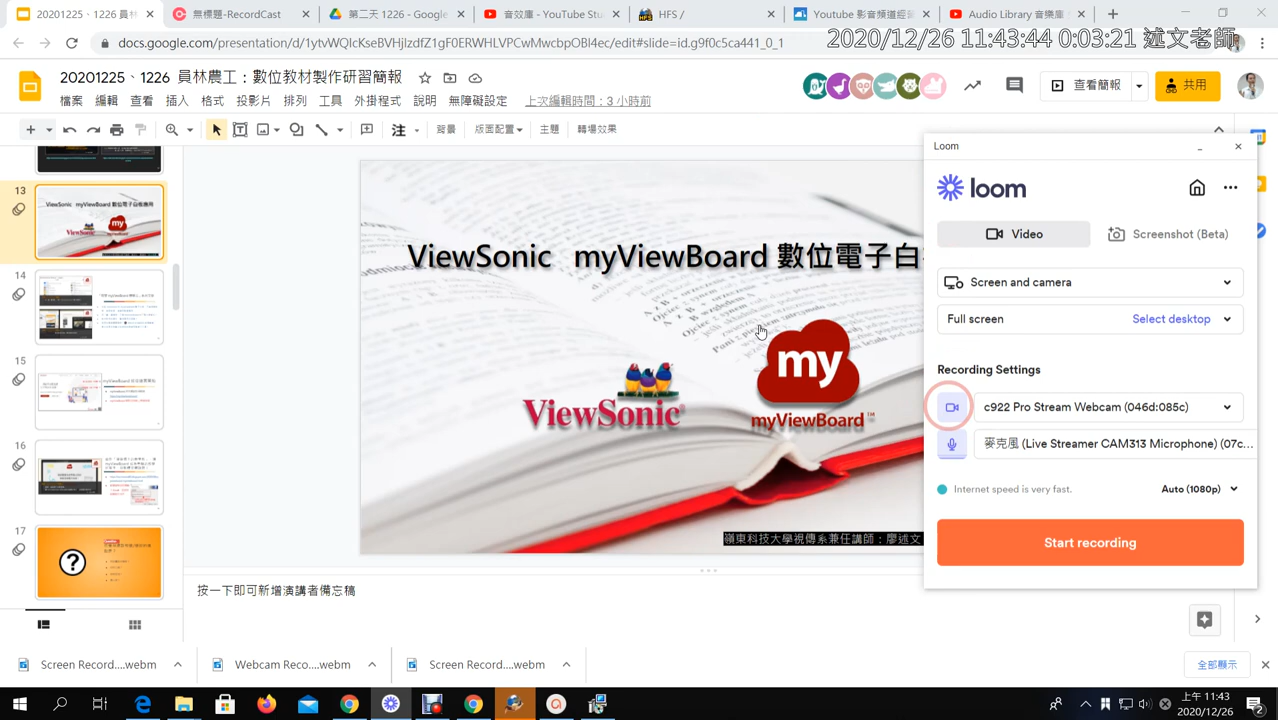 20201225、1226 員林
無標題-RecordCast
第二天 1226 - Google
音效庫 - YouTube Stu
HFS /
Youtube 影音頻道經營
Audio Library 音樂庫
docs.google.com/presentation/d/1ytvWQIcKseBVHjIzdfZ1gF0ERWHLVPCwMwcbpOBl4ec/edit#slide=id.g9f0c5ca441_0_1
2020/12/26 11:43:44 0:03:21 述文老師
20201225、1226 員林農工：數位教材製作研習簡報
查看簡報
共用
檔案 編輯 查看 插入 格式 投影片 排列 工具 外掛程式 說明 無障礙設定 上次編輯時間：3 小時前
注 背景 版面配置 主題 轉場效果
13
14
15
16
17
ViewSonic myViewBoard 數位電子白
ViewSonic
my
myViewBoard™
嶺東科技大學視傳系兼任講師：廖述文
按一下即可新增演講者備忘稿
Loom
loom
Video
Screenshot (Beta)
Screen and camera
Full screen
Select desktop
Recording Settings
c922 Pro Stream Webcam (046d:085c)
麥克風 (Live Streamer CAM313 Microphone) (07c...
Internet speed is very fast.
Auto (1080p)
Start recording
Screen Record....webm
Webcam Reco....webm
Screen Record....webm
全部顯示
上午 11:43
2020/12/26
2